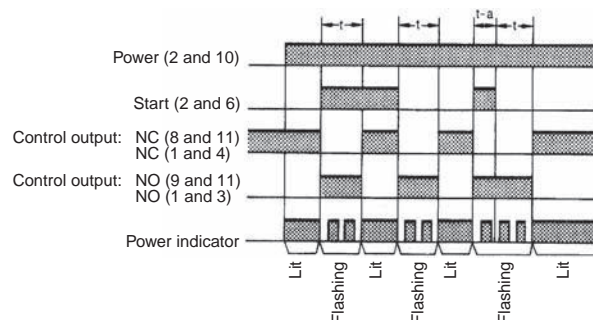 t t t-a t
Power (2 and 10)
Start (2 and 6)
Control output: NC (8 and 11)
NC (1 and 4)
Control output: NO (9 and 11)
NO (1 and 3)
Power indicator
Lit Flashing Lit Flashing Lit Flashing Lit